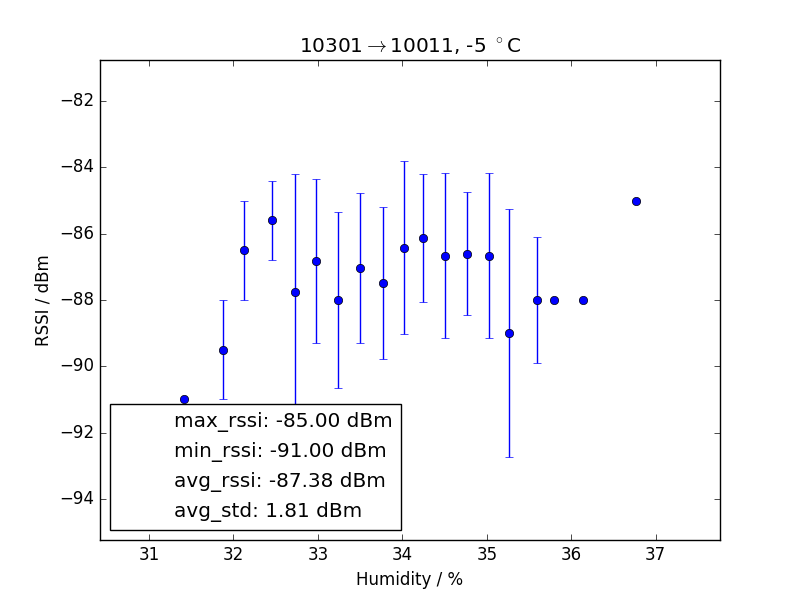 10301→10011, -5 °C
−82
−84
−86
−88
−90
−92
−94
RSSI / dBm
max_rssi: -85.00 dBm
min_rssi: -91.00 dBm
avg_rssi: -87.38 dBm
avg_std: 1.81 dBm
31 32 33 34 35 36 37
Humidity / %